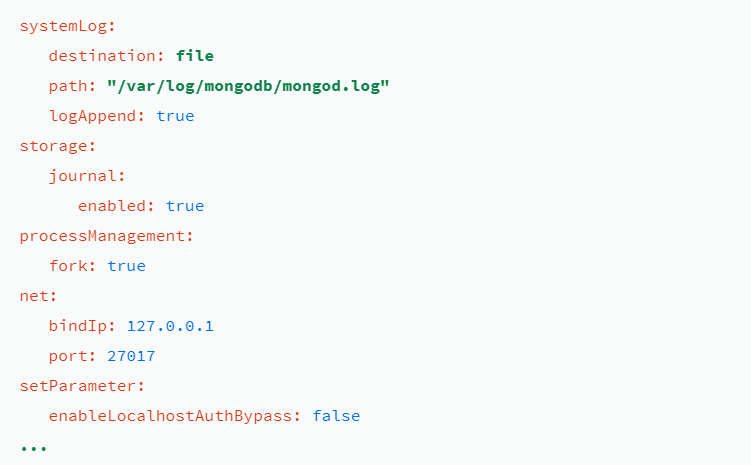 systemLog:
   destination: file
   path: "/var/log/mongodb/mongod.log"
   logAppend: true
storage:
   journal:
      enabled: true
processManagement:
   fork: true
net:
   bindIp: 127.0.0.1
   port: 27017
setParameter:
   enableLocalhostAuthBypass: false
...